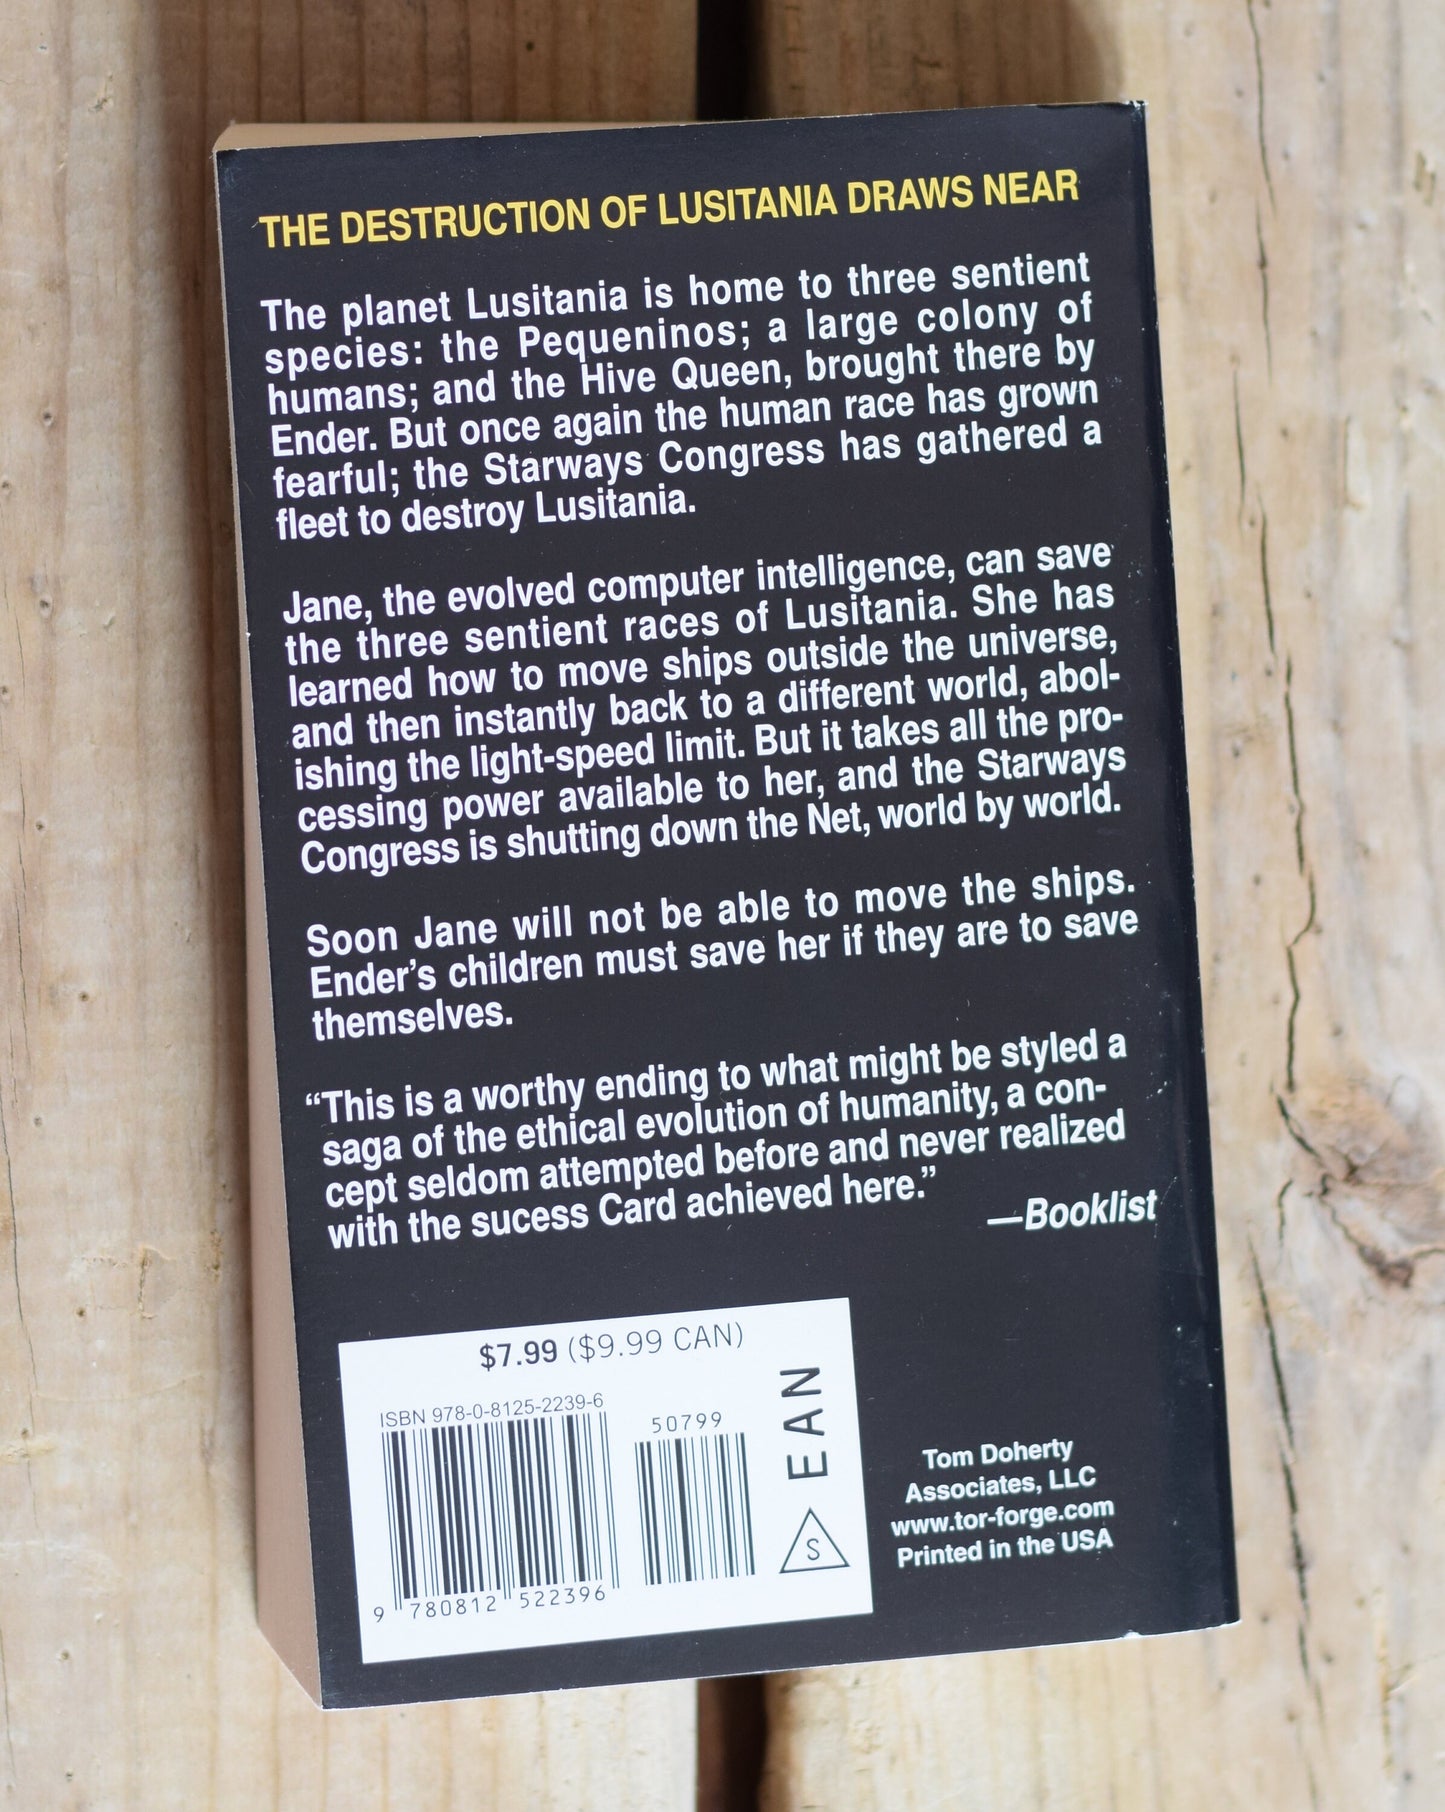 THE DESTRUCTION OF LUSITANIA DRAWS NEAR
The planet Lusitania is home to three sentient
species: the Pequeninos; a large colony of
humans; and the Hive Queen, brought there by
Ender. But once again the human race has grown
fearful; the Starways Congress has gathered a
fleet to destroy Lusitania.
Jane, the evolved computer intelligence, can save
the three sentient races of Lusitania. She has
learned how to move ships outside the universe,
and then instantly back to a different world, abol-
ishing the light-speed limit. But it takes all the pro-
cessing power available to her, and the Starways
Congress is shutting down the Net, world by world.
Soon Jane will not be able to move the ships.
Ender's children must save her if they are to save
themselves.
“This is a worthy ending to what might be styled a
saga of the ethical evolution of humanity, a con-
cept seldom attempted before and never realized
with the sucess Card achieved here.”
—Booklist
$7.99 ($9.99 CAN)
ISBN 978-0-8125-2239-6
50799
9 780812 522396
EAN
S
Tom Doherty
Associates, LLC
www.tor-forge.com
Printed in the USA